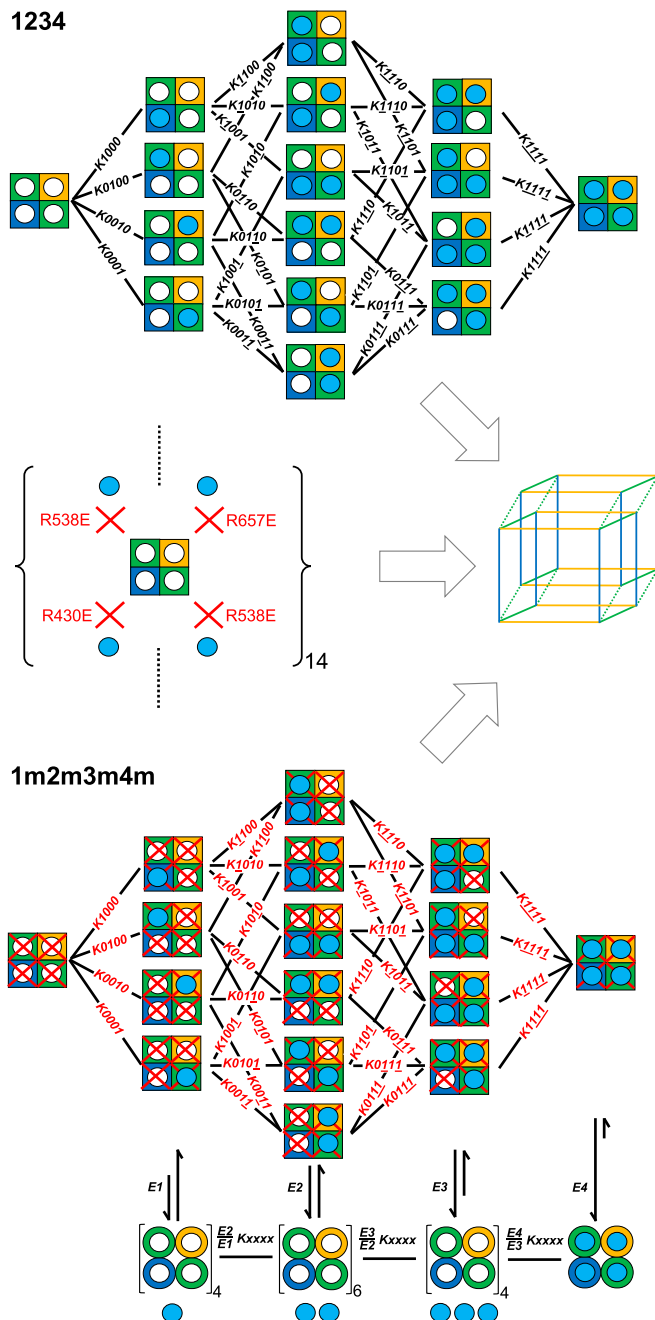 1234
K1100
K1100
K1110
K1010
K1110
K1000
K1001
K1011
K1101
K1111
K1010
K0100
K1101
K1111
K0110
K1110
K1011
K0010
K1111
K0110
K1111
K0001
K1001
K0101
K1101
K0111
K0101
K0111
K0011
K0011
K0111
K0111
R538E
R657E
R430E
R538E
14
1m2m3m4m
K1100
K1100
K1110
K1010
K1110
K1000
K1001
K1011
K1101
K1111
K1010
K0100
K1101
K1111
K0110
K1110
K1011
K0010
K1111
K0110
K1111
K0001
K1001
K0101
K1101
K0111
K0101
K0111
K0011
K0011
K0111
K0111
E1
E2
E3
E4
E2
E1
Kxxxx
E3
E2
Kxxxx
E4
E3
Kxxxx
4
6
4